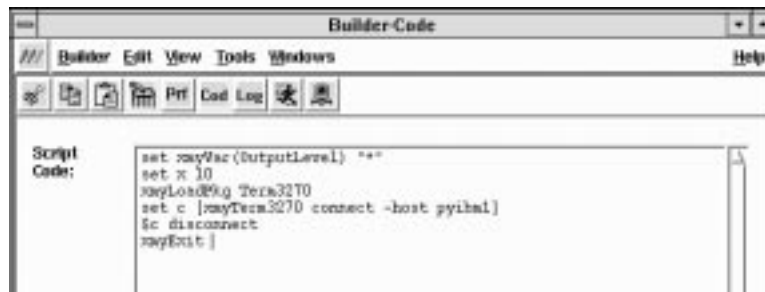 Builder-Code
Builder Edit View Tools Windows Help
Prf Cod Log
Script
Code:
set xmyVar(OutputLevel) "*"
set x 10
xmyLoadPkg Term3270
set c [xmyTerm3270 connect -host pyibm1]
$c disconnect
xmyExit